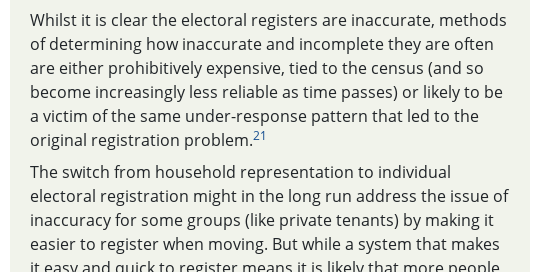 Whilst it is clear the electoral registers are inaccurate, methods
of determining how inaccurate and incomplete they are often
are either prohibitively expensive, tied to the census (and so
become increasingly less reliable as time passes) or likely to be
a victim of the same under-response pattern that led to the
original registration problem.21
The switch from household representation to individual
electoral registration might in the long run address the issue of
inaccuracy for some groups (like private tenants) by making it
easier to register when moving. But while a system that makes
it easy and quick to register means it is likely that more people